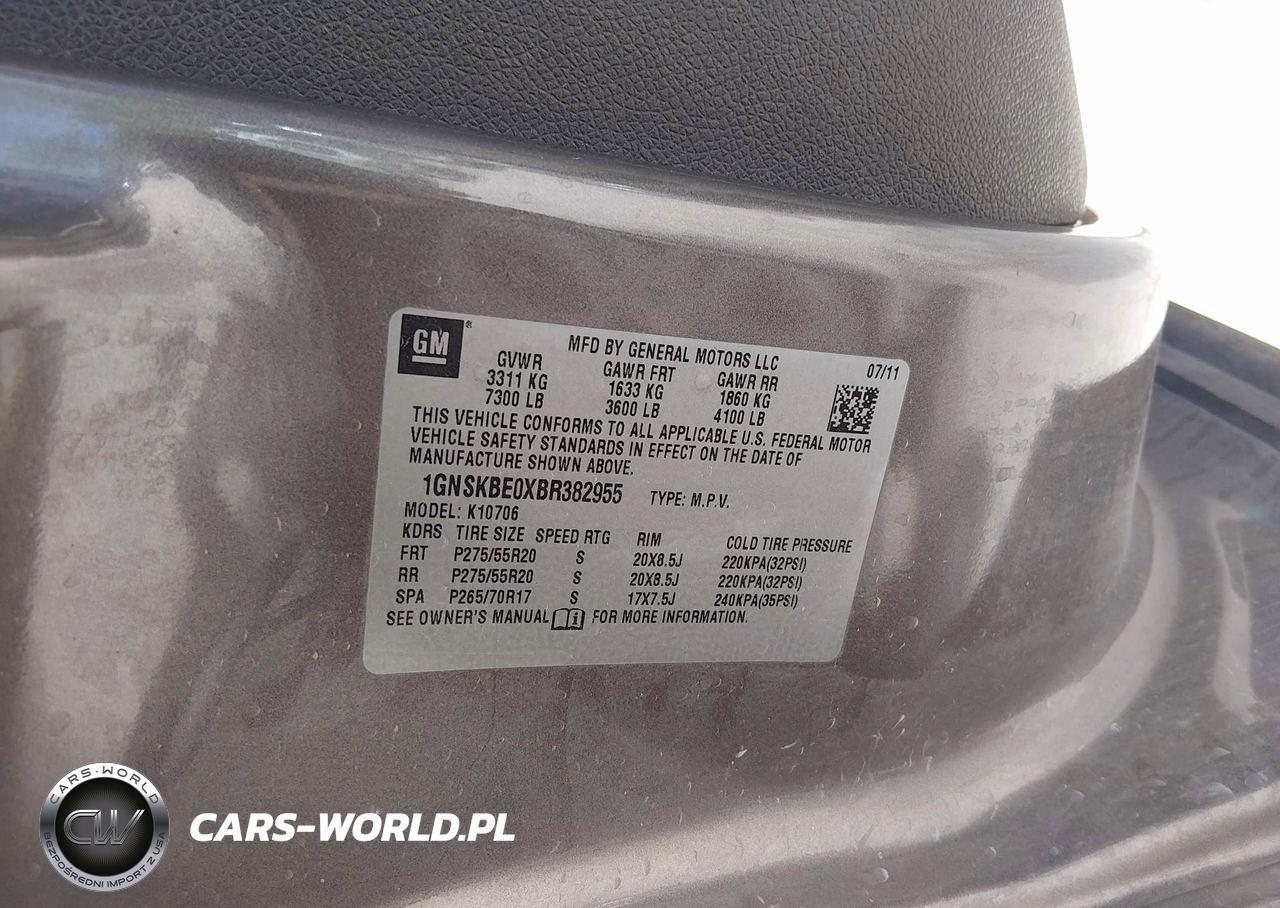 GM
MFD BY GENERAL MOTORS LLC
07/11
GVWR GAWR FRT GAWR RR
3311 KG 1633 KG 1860 KG
7300 LB 3600 LB 4100 LB
THIS VEHICLE CONFORMS TO ALL APPLICABLE U.S. FEDERAL MOTOR
VEHICLE SAFETY STANDARDS IN EFFECT ON THE DATE OF
MANUFACTURE SHOWN ABOVE.
1GNSKBE0XBR382955 TYPE: M.P.V.
MODEL: K10706
KDRS TIRE SIZE SPEED RTG RIM COLD TIRE PRESSURE
FRT P275/55R20 S 20X8.5J 220KPA(32PSI)
RR P275/55R20 S 20X8.5J 220KPA(32PSI)
SPA P265/70R17 S 17X7.5J 240KPA(35PSI)
SEE OWNER'S MANUAL i FOR MORE INFORMATION.
CARS-WORLD
CW
BEZPOŚREDNI IMPORT Z USA
CARS-WORLD.PL